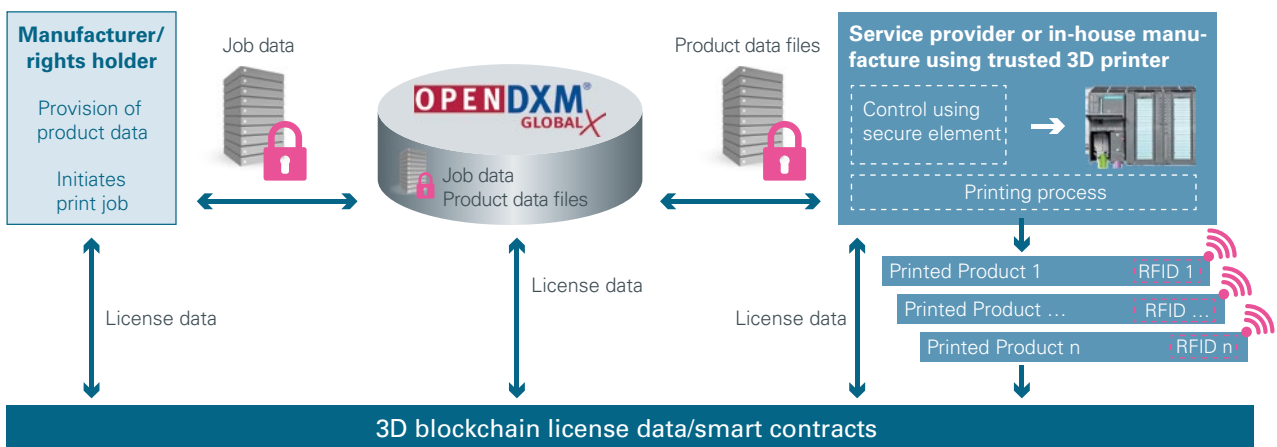 Manufacturer/
rights holder
Provision of
product data
Initiates
print job
Job data
OPENDXM®
GLOBALX
Job data
Product data files
Product data files
Service provider or in-house manu-
facture using trusted 3D printer
Control using
secure element
Printing process
Printed Product 1 RFID 1
Printed Product … RFID …
Printed Product n RFID n
License data
License data
License data
3D blockchain license data/smart contracts